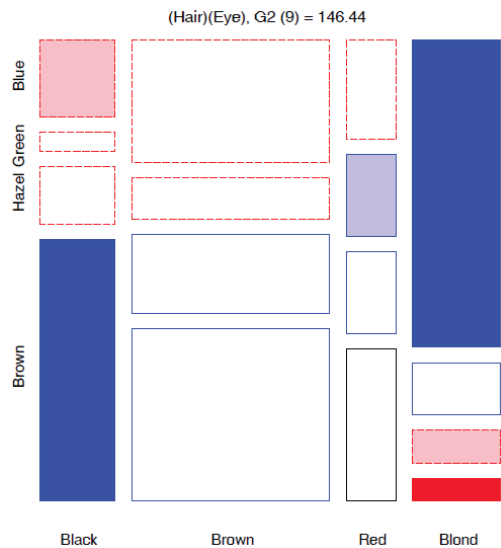 (Hair)(Eye), G2 (9) = 146.44
Blue
Green
Hazel
Brown
Black Brown Red Blond